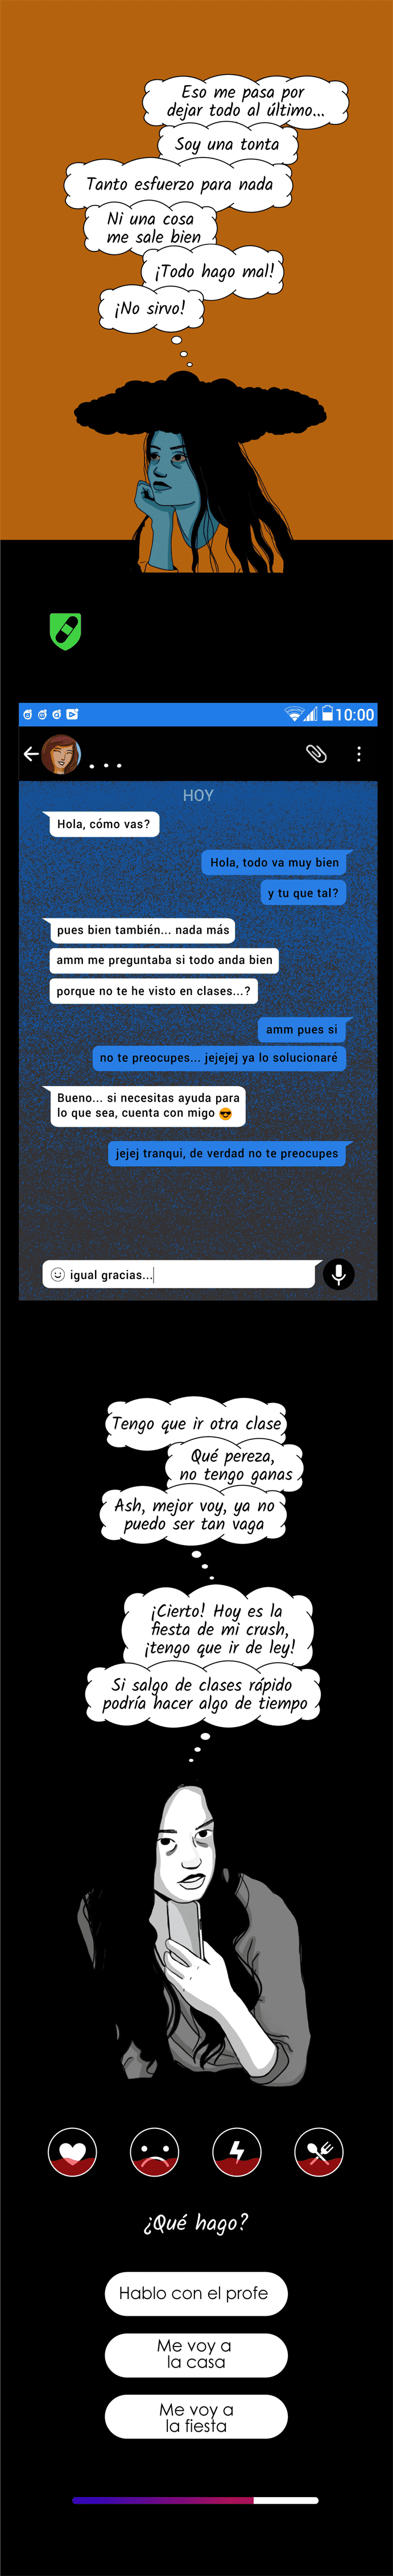 Eso me pasa por
dejar todo al último...
Soy una tonta
Tanto esfuerzo para nada
Ni una cosa
me sale bien
¡Todo hago mal!
¡No sirvo!
10:00
...
HOY
Hola, cómo vas?
Hola, todo va muy bien
y tu que tal?
pues bien también... nada más
amm me preguntaba si todo anda bien
porque no te he visto en clases...?
amm pues si
no te preocupes... jejejej ya lo solucionaré
Bueno... si necesitas ayuda para
lo que sea, cuenta con migo 😎
jejej tranqui, de verdad no te preocupes
igual gracias...
Tengo que ir otra clase
Qué pereza,
no tengo ganas
Ash, mejor voy, ya no
puedo ser tan vaga
¡Cierto! Hoy es la
fiesta de mi crush,
¡tengo que ir de ley!
Si salgo de clases rápido
podría hacer algo de tiempo
¿Qué hago?
Hablo con el profe
Me voy a
la casa
Me voy a
la fiesta